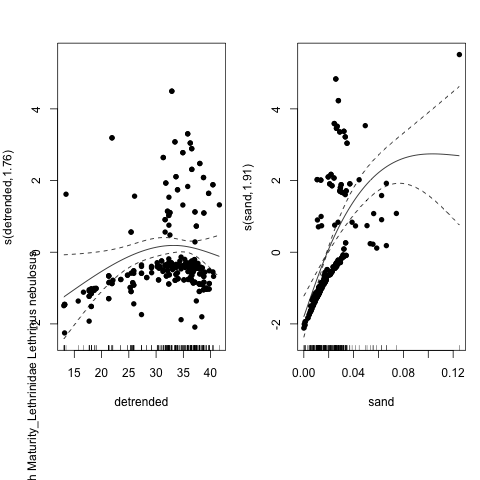 s(detrended,1.76)
h Maturity_Lethrinidae Lethrinus nebulosus
4
2
0
-2
15 20 25 30 35 40
detrended
s(sand,1.91)
4
2
0
-2
0.00 0.04 0.08 0.12
sand